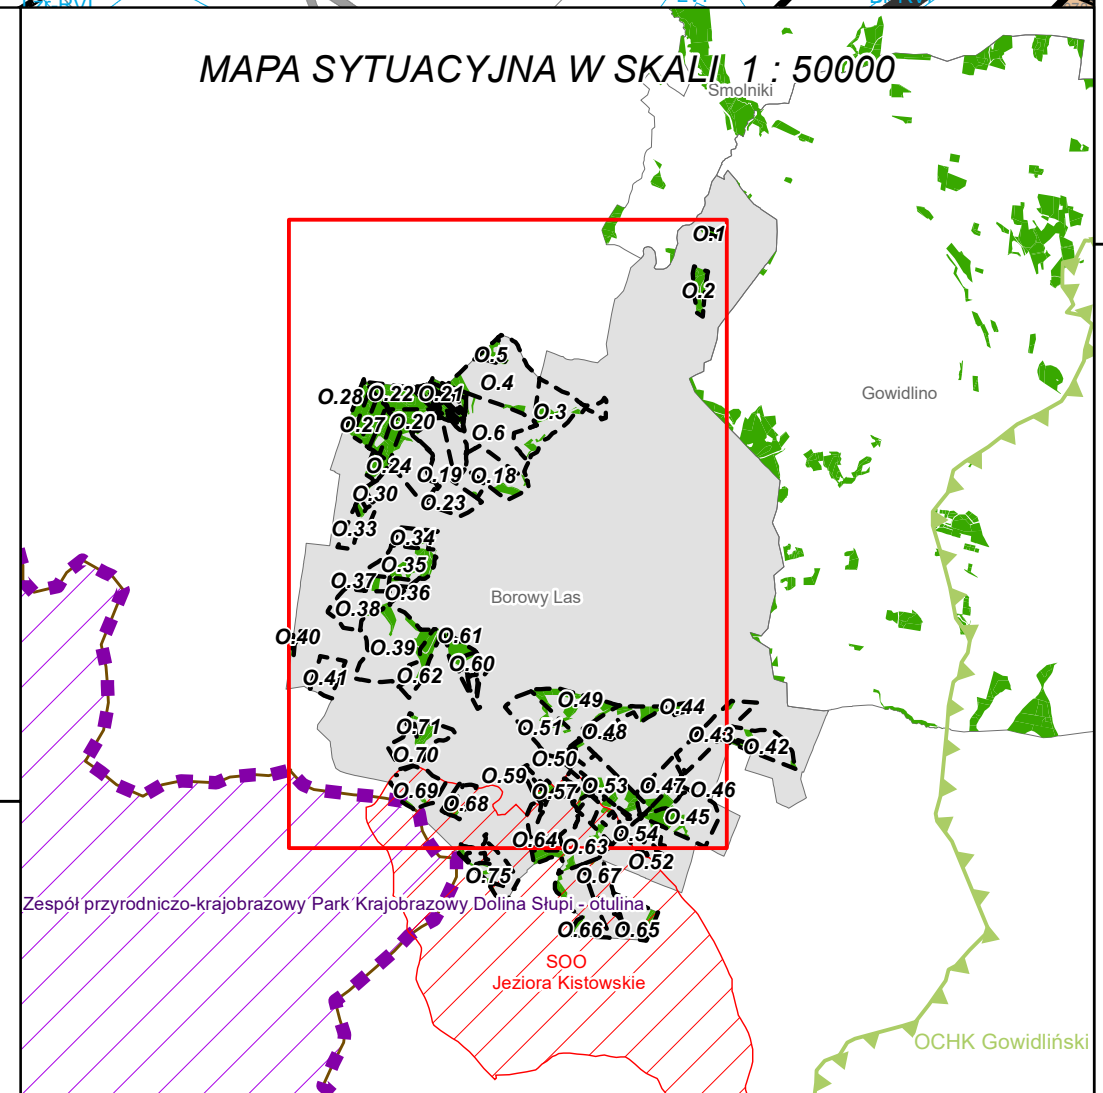 MAPA SYTUACYJNA W SKALI 1 : 50000
Smolniki
O.1
O.2
O.5
O.4
O.28
O.22
O.21
Gowidlino
O.3
O.27
O.20
O.6
O.24
O.19
O.18
O.30
O.23
O.33
O.34
O.35
O.37
O.36
Borowy Las
O.38
O.40
O.61
O.39
O.60
O.41
O.62
O.49
O.44
O.71
O.51
O.48
O.43
O.42
O.70
O.50
O.59
O.69
O.57
O.53
O.47
O.46
O.68
O.45
O.64
O.63
O.54
O.52
O.75
O.67
Zespół przyrodniczo-krajobrazowy Park Krajobrazowy Dolina Słupi - otulina
O.66
O.65
SOO
Jeziora Kistowskie
OCHK Gowidliński